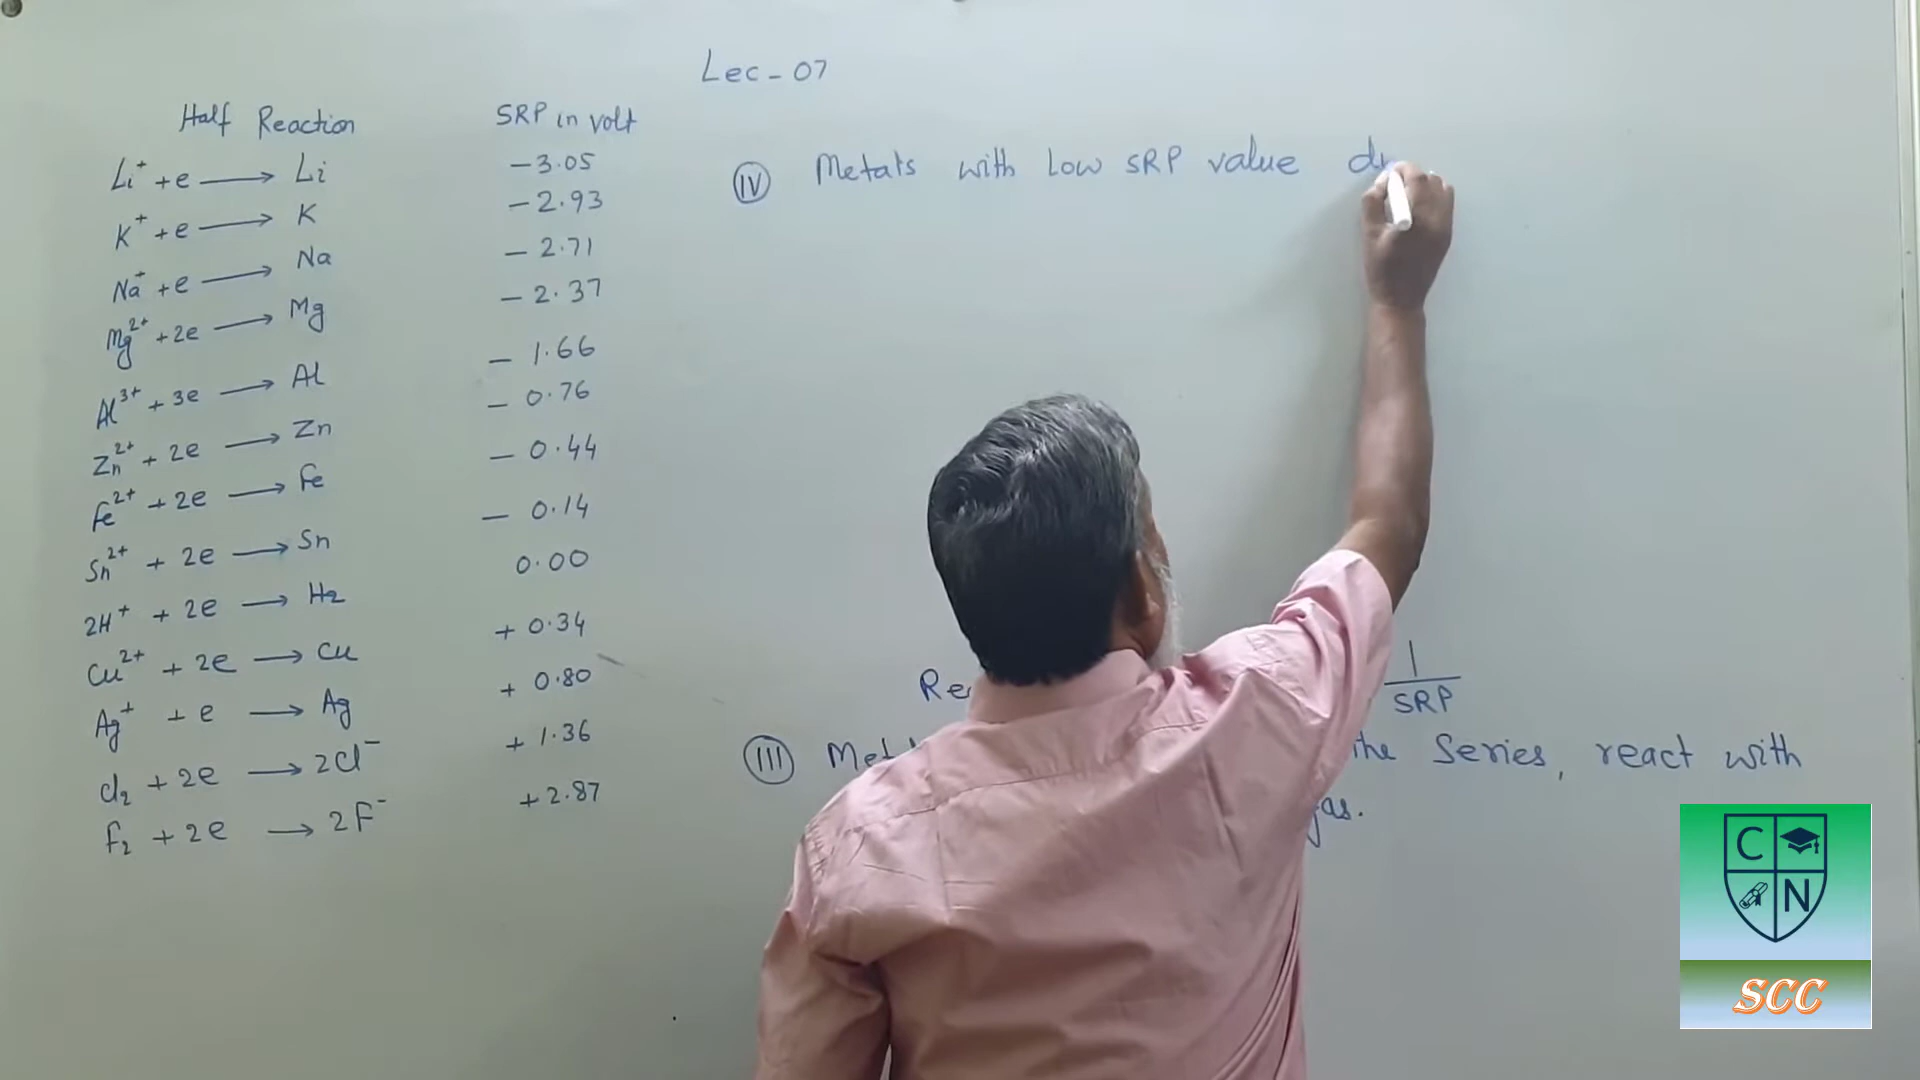 Lec - 07
Half Reaction SRP in volt
Li⁺ + e ⟶ Li − 3.05
K⁺ + e ⟶ K − 2.93
Na⁺ + e ⟶ Na − 2.71
Mg²⁺ + 2e ⟶ Mg − 2.37
Al³⁺ + 3e ⟶ Al − 1.66
Zn²⁺ + 2e ⟶ Zn − 0.76
Fe²⁺ + 2e ⟶ Fe − 0.44
Sn²⁺ + 2e ⟶ Sn − 0.14
2H⁺ + 2e ⟶ H2 0.00
Cu²⁺ + 2e ⟶ Cu + 0.34
Ag⁺ + e ⟶ Ag + 0.80
Cl₂ + 2e ⟶ 2Cl⁻ + 1.36
F₂ + 2e ⟶ 2F⁻ + 2.87
IV Metals with Low SRP value
1
SRP
III the Series, react with
gas.
C
N
SCC